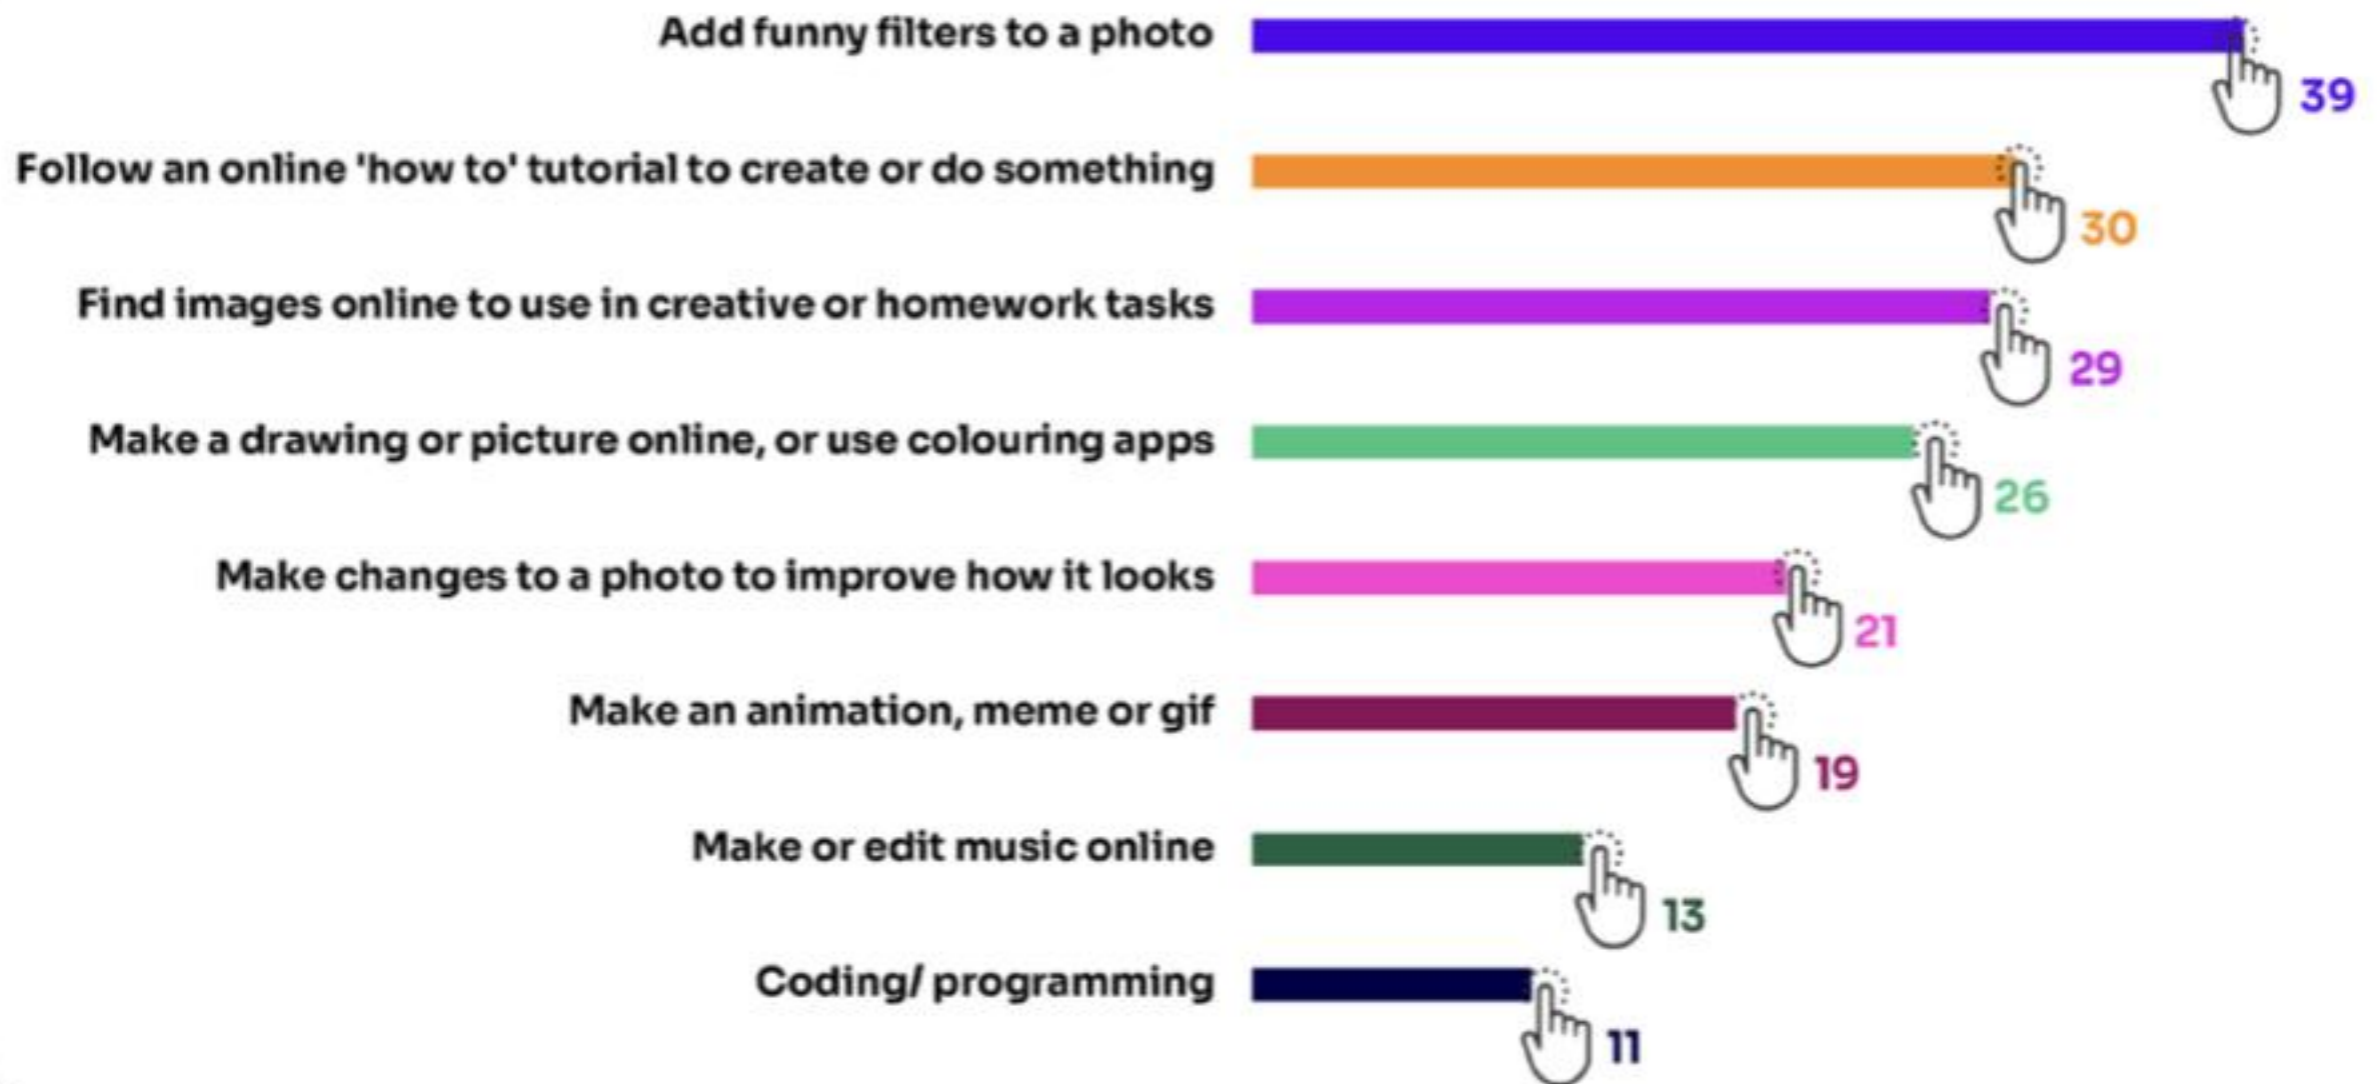 Add funny filters to a photo
39
Follow an online 'how to' tutorial to create or do something
30
Find images online to use in creative or homework tasks
29
Make a drawing or picture online, or use colouring apps
26
Make changes to a photo to improve how it looks
21
Make an animation, meme or gif
19
Make or edit music online
13
Coding/ programming
11